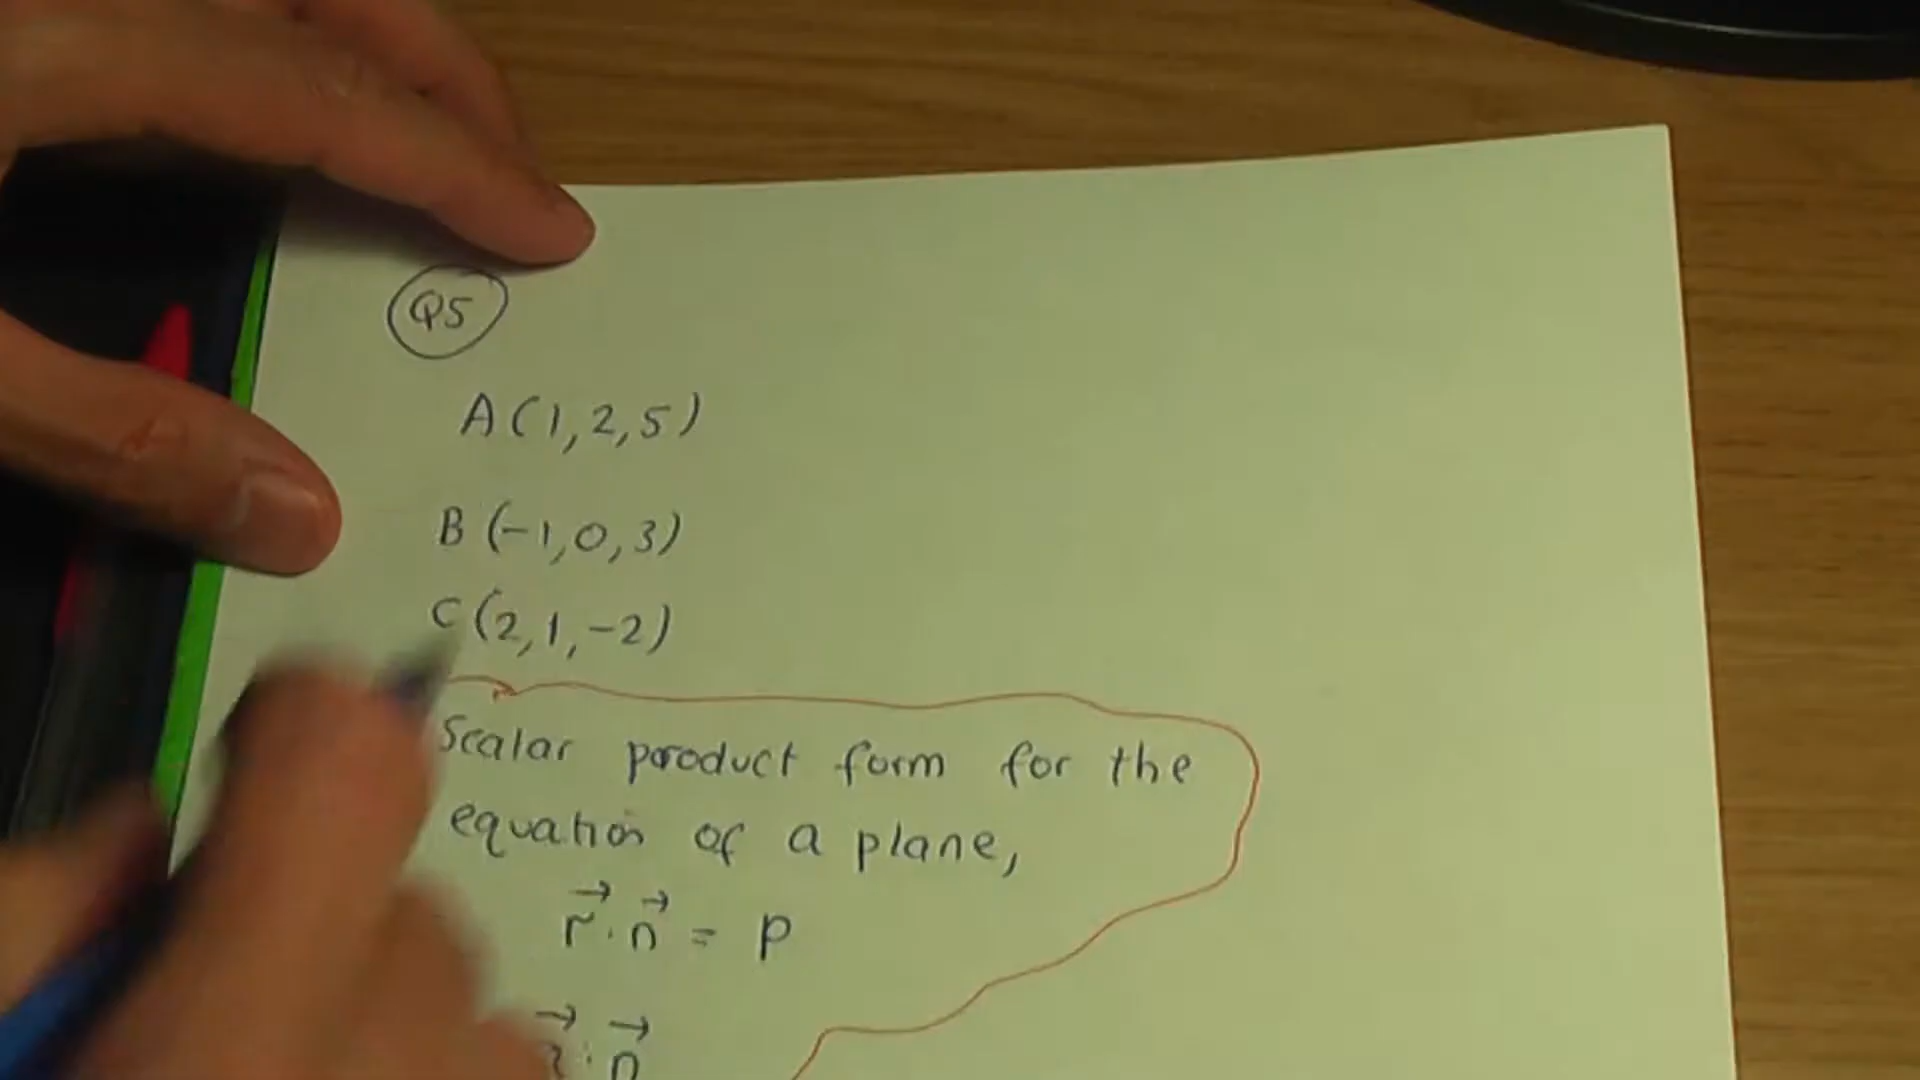 Q5
A(1,2,5)
B(-1,0,3)
C(2,1,-2)
Scalar product form for the
equation of a plane,
r⃗·n⃗ = p
n⃗